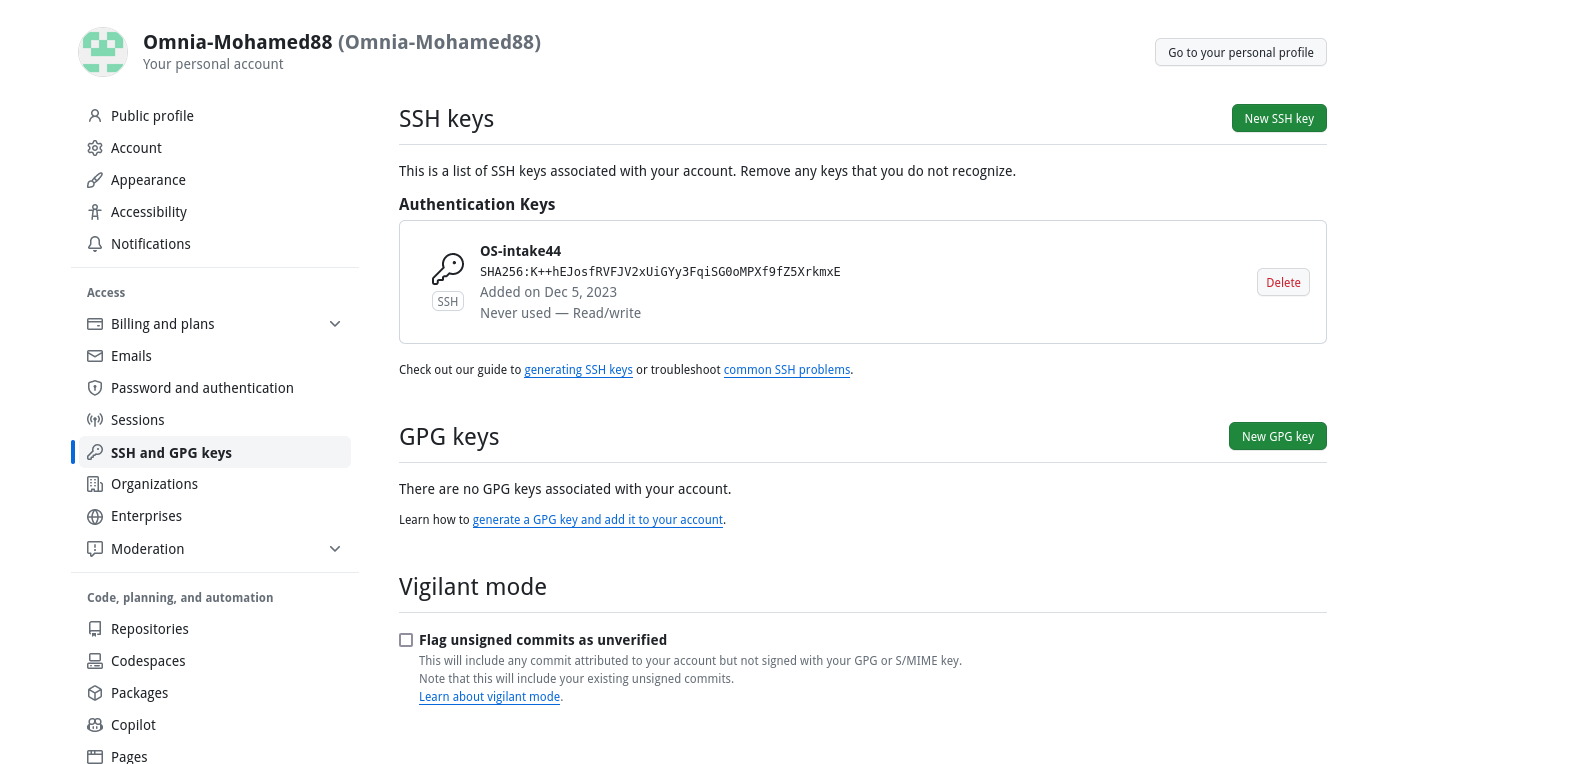 Omnia-Mohamed88 (Omnia-Mohamed88)
Your personal account
Go to your personal profile
Public profile
Account
Appearance
Accessibility
Notifications
Access
Billing and plans
Emails
Password and authentication
Sessions
SSH and GPG keys
Organizations
Enterprises
Moderation
Code, planning, and automation
Repositories
Codespaces
Packages
Copilot
Pages
SSH keys
New SSH key
This is a list of SSH keys associated with your account. Remove any keys that you do not recognize.
Authentication Keys
OS-intake44
SHA256:K++hEJosfRVFJV2xUiGYy3FqiSG0oMPXf9fZ5XrkmxE
SSH
Added on Dec 5, 2023
Never used — Read/write
Delete
Check out our guide to generating SSH keys or troubleshoot common SSH problems.
GPG keys
New GPG key
There are no GPG keys associated with your account.
Learn how to generate a GPG key and add it to your account.
Vigilant mode
Flag unsigned commits as unverified
This will include any commit attributed to your account but not signed with your GPG or S/MIME key.
Note that this will include your existing unsigned commits.
Learn about vigilant mode.